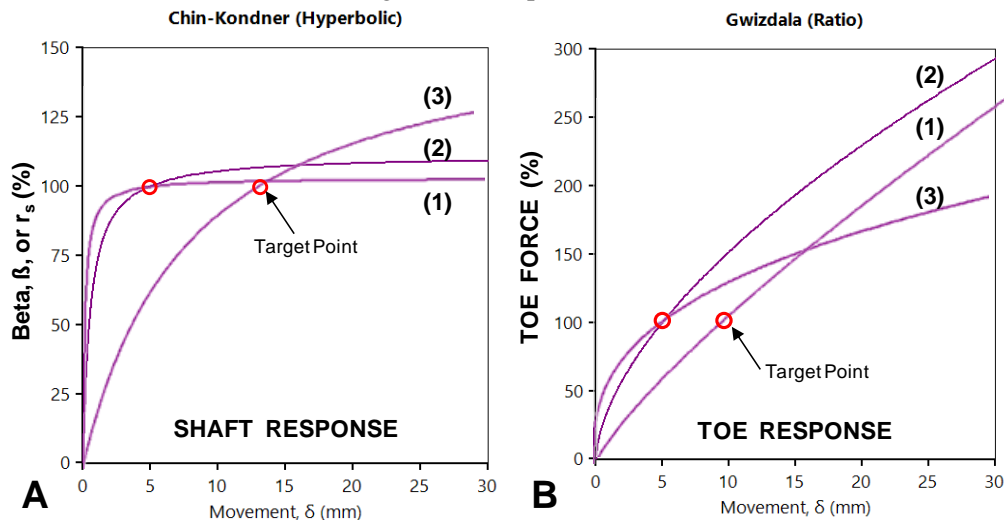 Chin-Kondner (Hyperbolic)
150
125
100
75
50
25
0
Beta, ß, or rs (%)
(3)
(2)
(1)
Target Point
SHAFT RESPONSE
0 5 10 15 20 25 30
Movement, δ (mm)
A
Gwizdala (Ratio)
300
250
200
150
100
50
0
TOE FORCE (%)
(2)
(1)
(3)
Target Point
TOE RESPONSE
0 5 10 15 20 25 30
Movement, δ (mm)
B